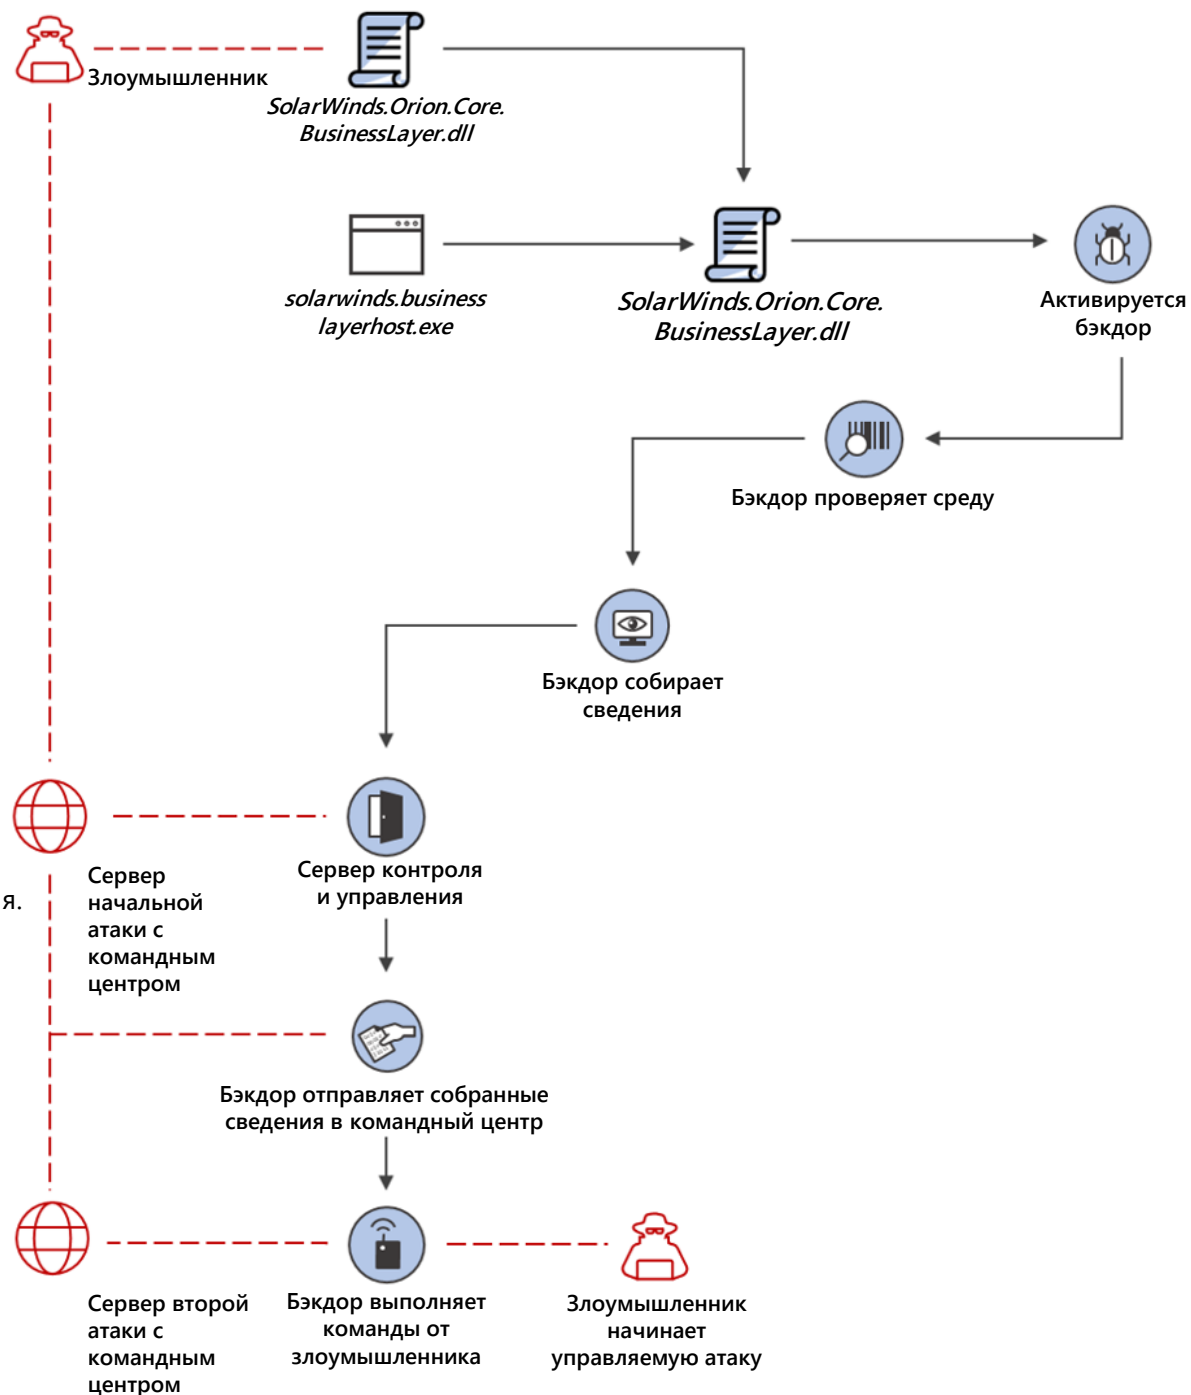 Злоумышленник
SolarWinds.Orion.Core.
BusinessLayer.dll
solarwinds.business
layerhost.exe
SolarWinds.Orion.Core.
BusinessLayer.dll
Активируется
бэкдор
Бэкдор проверяет среду
Бэкдор собирает
сведения
Сервер
начальной
атаки с
командным
центром
я.
Сервер контроля
и управления
Бэкдор отправляет собранные
сведения в командный центр
Сервер второй
атаки с
командным
центром
Бэкдор выполняет
команды от
злоумышленника
Злоумышленник
начинает
управляемую атаку